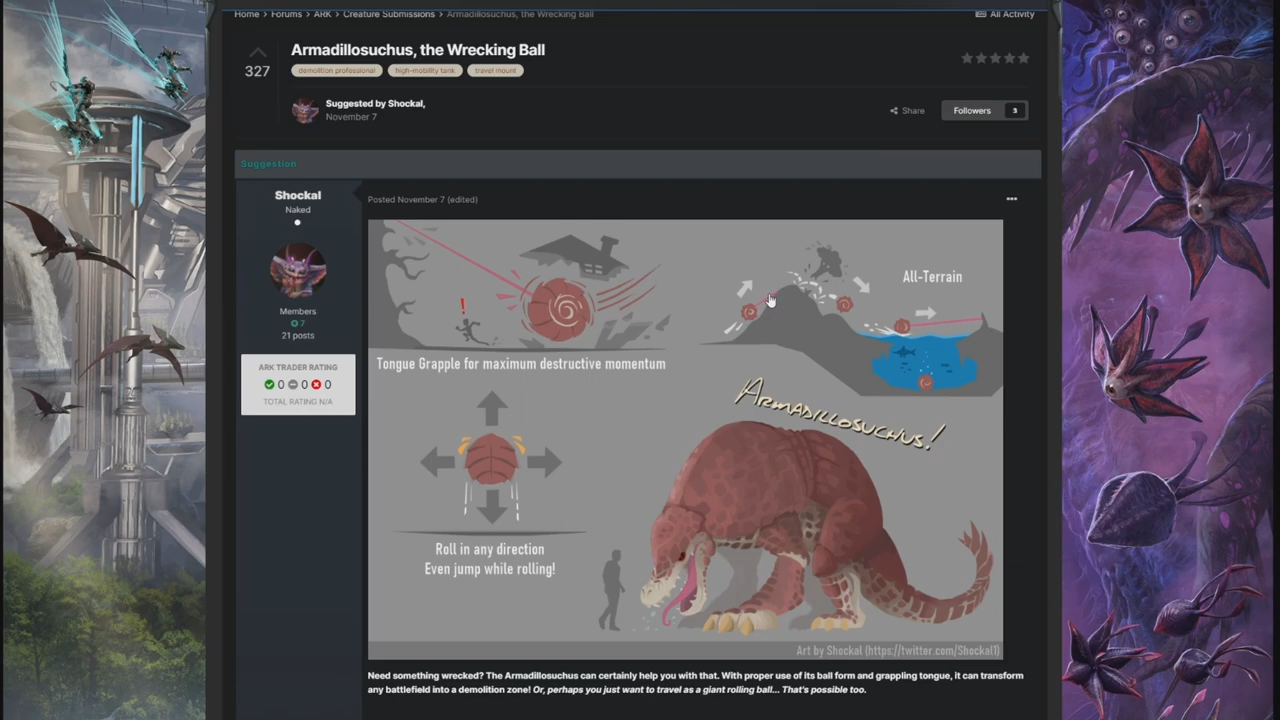 Home > Forums > ARK > Creature Submissions > Armadillosuchus, the Wrecking Ball
All Activity
Armadillosuchus, the Wrecking Ball
327
demolition professional high-mobility tank travel mount
Suggested by Shockal,
November 7
Share
Followers 3
Suggestion
Shockal
Naked
Members
7
21 posts
ARK TRADER RATING
0 0 0
TOTAL RATING N/A
Posted November 7 (edited)
All-Terrain
Tongue Grapple for maximum destructive momentum
ARMADILLOSUCHUS!
Roll in any direction
Even jump while rolling!
Art by Shockal (https://twitter.com/Shockal1)
Need something wrecked? The Armadillosuchus can certainly help you with that. With proper use of its ball form and grappling tongue, it can transform
any battlefield into a demolition zone! Or, perhaps you just want to travel as a giant rolling ball... That's possible too.